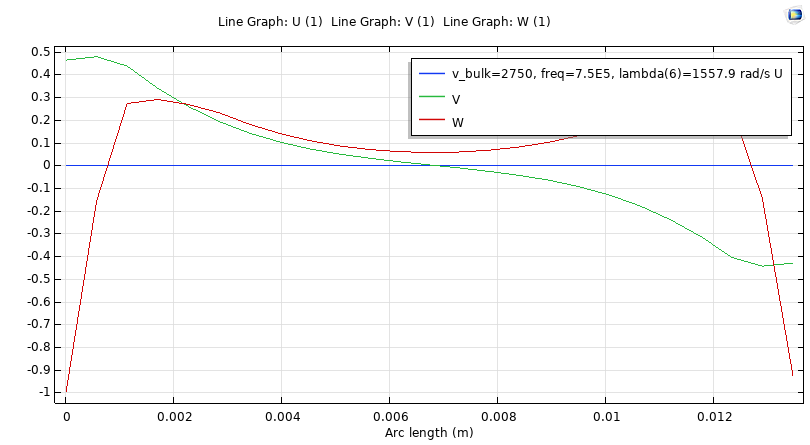 Line Graph: U (1)  Line Graph: V (1)  Line Graph: W (1)
v_bulk=2750, freq=7.5E5, lambda(6)=1557.9 rad/s U
V
W
0.5
0.4
0.3
0.2
0.1
0
-0.1
-0.2
-0.3
-0.4
-0.5
-0.6
-0.7
-0.8
-0.9
-1
0 0.002 0.004 0.006 0.008 0.01 0.012
Arc length (m)